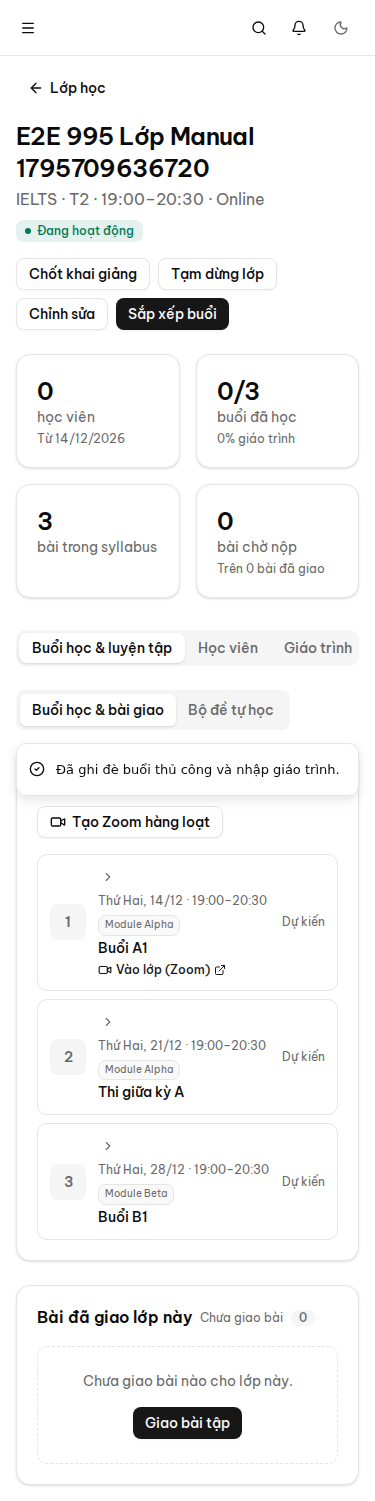 Lớp học
E2E 995 Lớp Manual
1795709636720
IELTS · T2 · 19:00–20:30 · Online
Đang hoạt động
Chốt khai giảng
Tạm dừng lớp
Chỉnh sửa
Sắp xếp buổi
0
học viên
Từ 14/12/2026
0/3
buổi đã học
0% giáo trình
3
bài trong syllabus
0
bài chờ nộp
Trên 0 bài đã giao
Buổi học & luyện tập
Học viên
Giáo trình
Buổi học & bài giao
Bộ đề tự học
Đã ghi đè buổi thủ công và nhập giáo trình.
Tạo Zoom hàng loạt
1
Thứ Hai, 14/12 · 19:00–20:30
Module Alpha
Buổi A1
Vào lớp (Zoom)
Dự kiến
2
Thứ Hai, 21/12 · 19:00–20:30
Module Alpha
Thi giữa kỳ A
Dự kiến
3
Thứ Hai, 28/12 · 19:00–20:30
Module Beta
Buổi B1
Dự kiến
Bài đã giao lớp này
Chưa giao bài
0
Chưa giao bài nào cho lớp này.
Giao bài tập